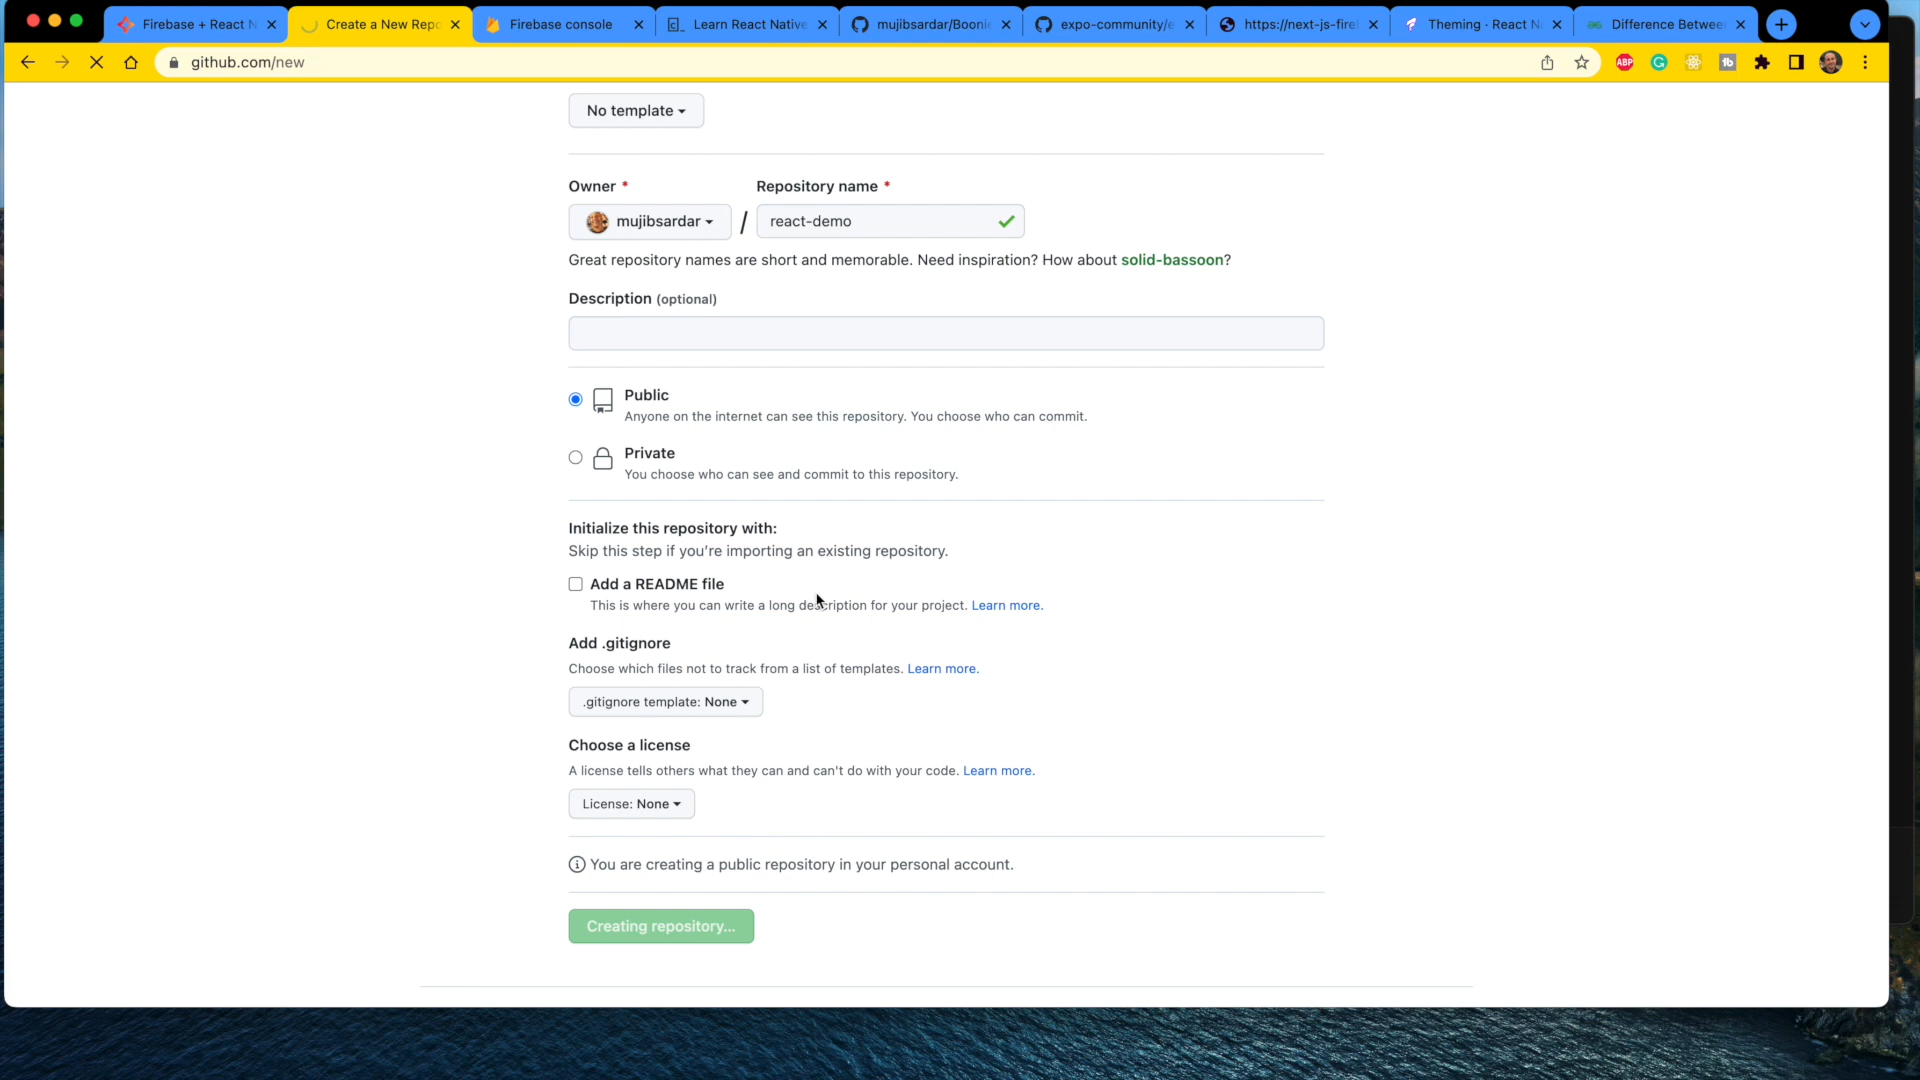 Firebase + React N
Create a New Repo
Firebase console
Learn React Native
mujibsardar/Boonie
expo-community/e
https://next-js-fire
Theming · React N
Difference Betwee
github.com/new
ABP
No template
Owner *
Repository name *
mujibsardar
/
react-demo
Great repository names are short and memorable. Need inspiration? How about solid-bassoon?
Description (optional)
Public
Anyone on the internet can see this repository. You choose who can commit.
Private
You choose who can see and commit to this repository.
Initialize this repository with:
Skip this step if you're importing an existing repository.
Add a README file
This is where you can write a long description for your project. Learn more.
Add .gitignore
Choose which files not to track from a list of templates. Learn more.
.gitignore template: None
Choose a license
A license tells others what they can and can't do with your code. Learn more.
License: None
You are creating a public repository in your personal account.
Creating repository...